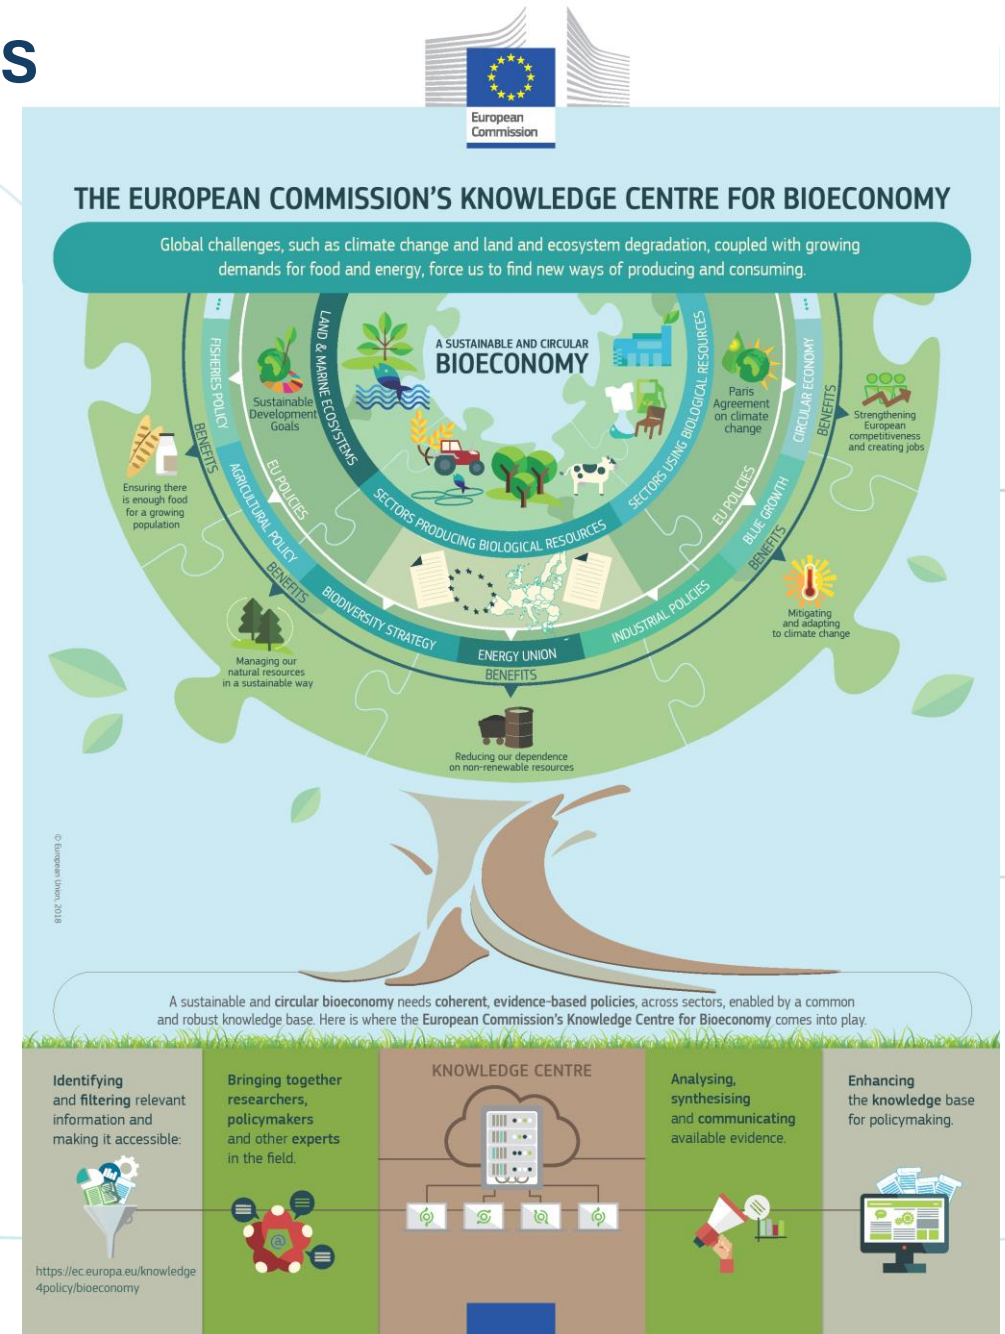 s
European
Commission
THE EUROPEAN COMMISSION'S KNOWLEDGE CENTRE FOR BIOECONOMY
Global challenges, such as climate change and land and ecosystem degradation, coupled with growing
demands for food and energy, force us to find new ways of producing and consuming.
A SUSTAINABLE AND CIRCULAR
BIOECONOMY
LAND & MARINE ECOSYSTEMS
SECTORS PRODUCING BIOLOGICAL RESOURCES
SECTORS USING BIOLOGICAL RESOURCES
Sustainable
Development
Goals
Paris
Agreement
on climate
change
EU POLICIES
EU POLICIES
FISHERIES POLICY
AGRICULTURAL POLICY
BIODIVERSITY STRATEGY
ENERGY UNION
INDUSTRIAL POLICIES
BLUE GROWTH
CIRCULAR ECONOMY
BENEFITS
BENEFITS
BENEFITS
BENEFITS
BENEFITS
Ensuring there
is enough food
for a growing
population
Managing our
natural resources
in a sustainable way
Reducing our dependence
on non-renewable resources
Mitigating
and adapting
to climate change
Strengthening
European
competitiveness
and creating jobs
© European Union, 2018
A sustainable and circular bioeconomy needs coherent, evidence-based policies, across sectors, enabled by a common
and robust knowledge base. Here is where the European Commission's Knowledge Centre for Bioeconomy comes into play.
Identifying
and filtering relevant
information and
making it accessible:
https://ec.europa.eu/knowledge
4policy/bioeconomy
Bringing together
researchers,
policymakers
and other experts
in the field.
@
KNOWLEDGE CENTRE
Analysing,
synthesising
and communicating
available evidence.
Enhancing
the knowledge base
for policymaking.